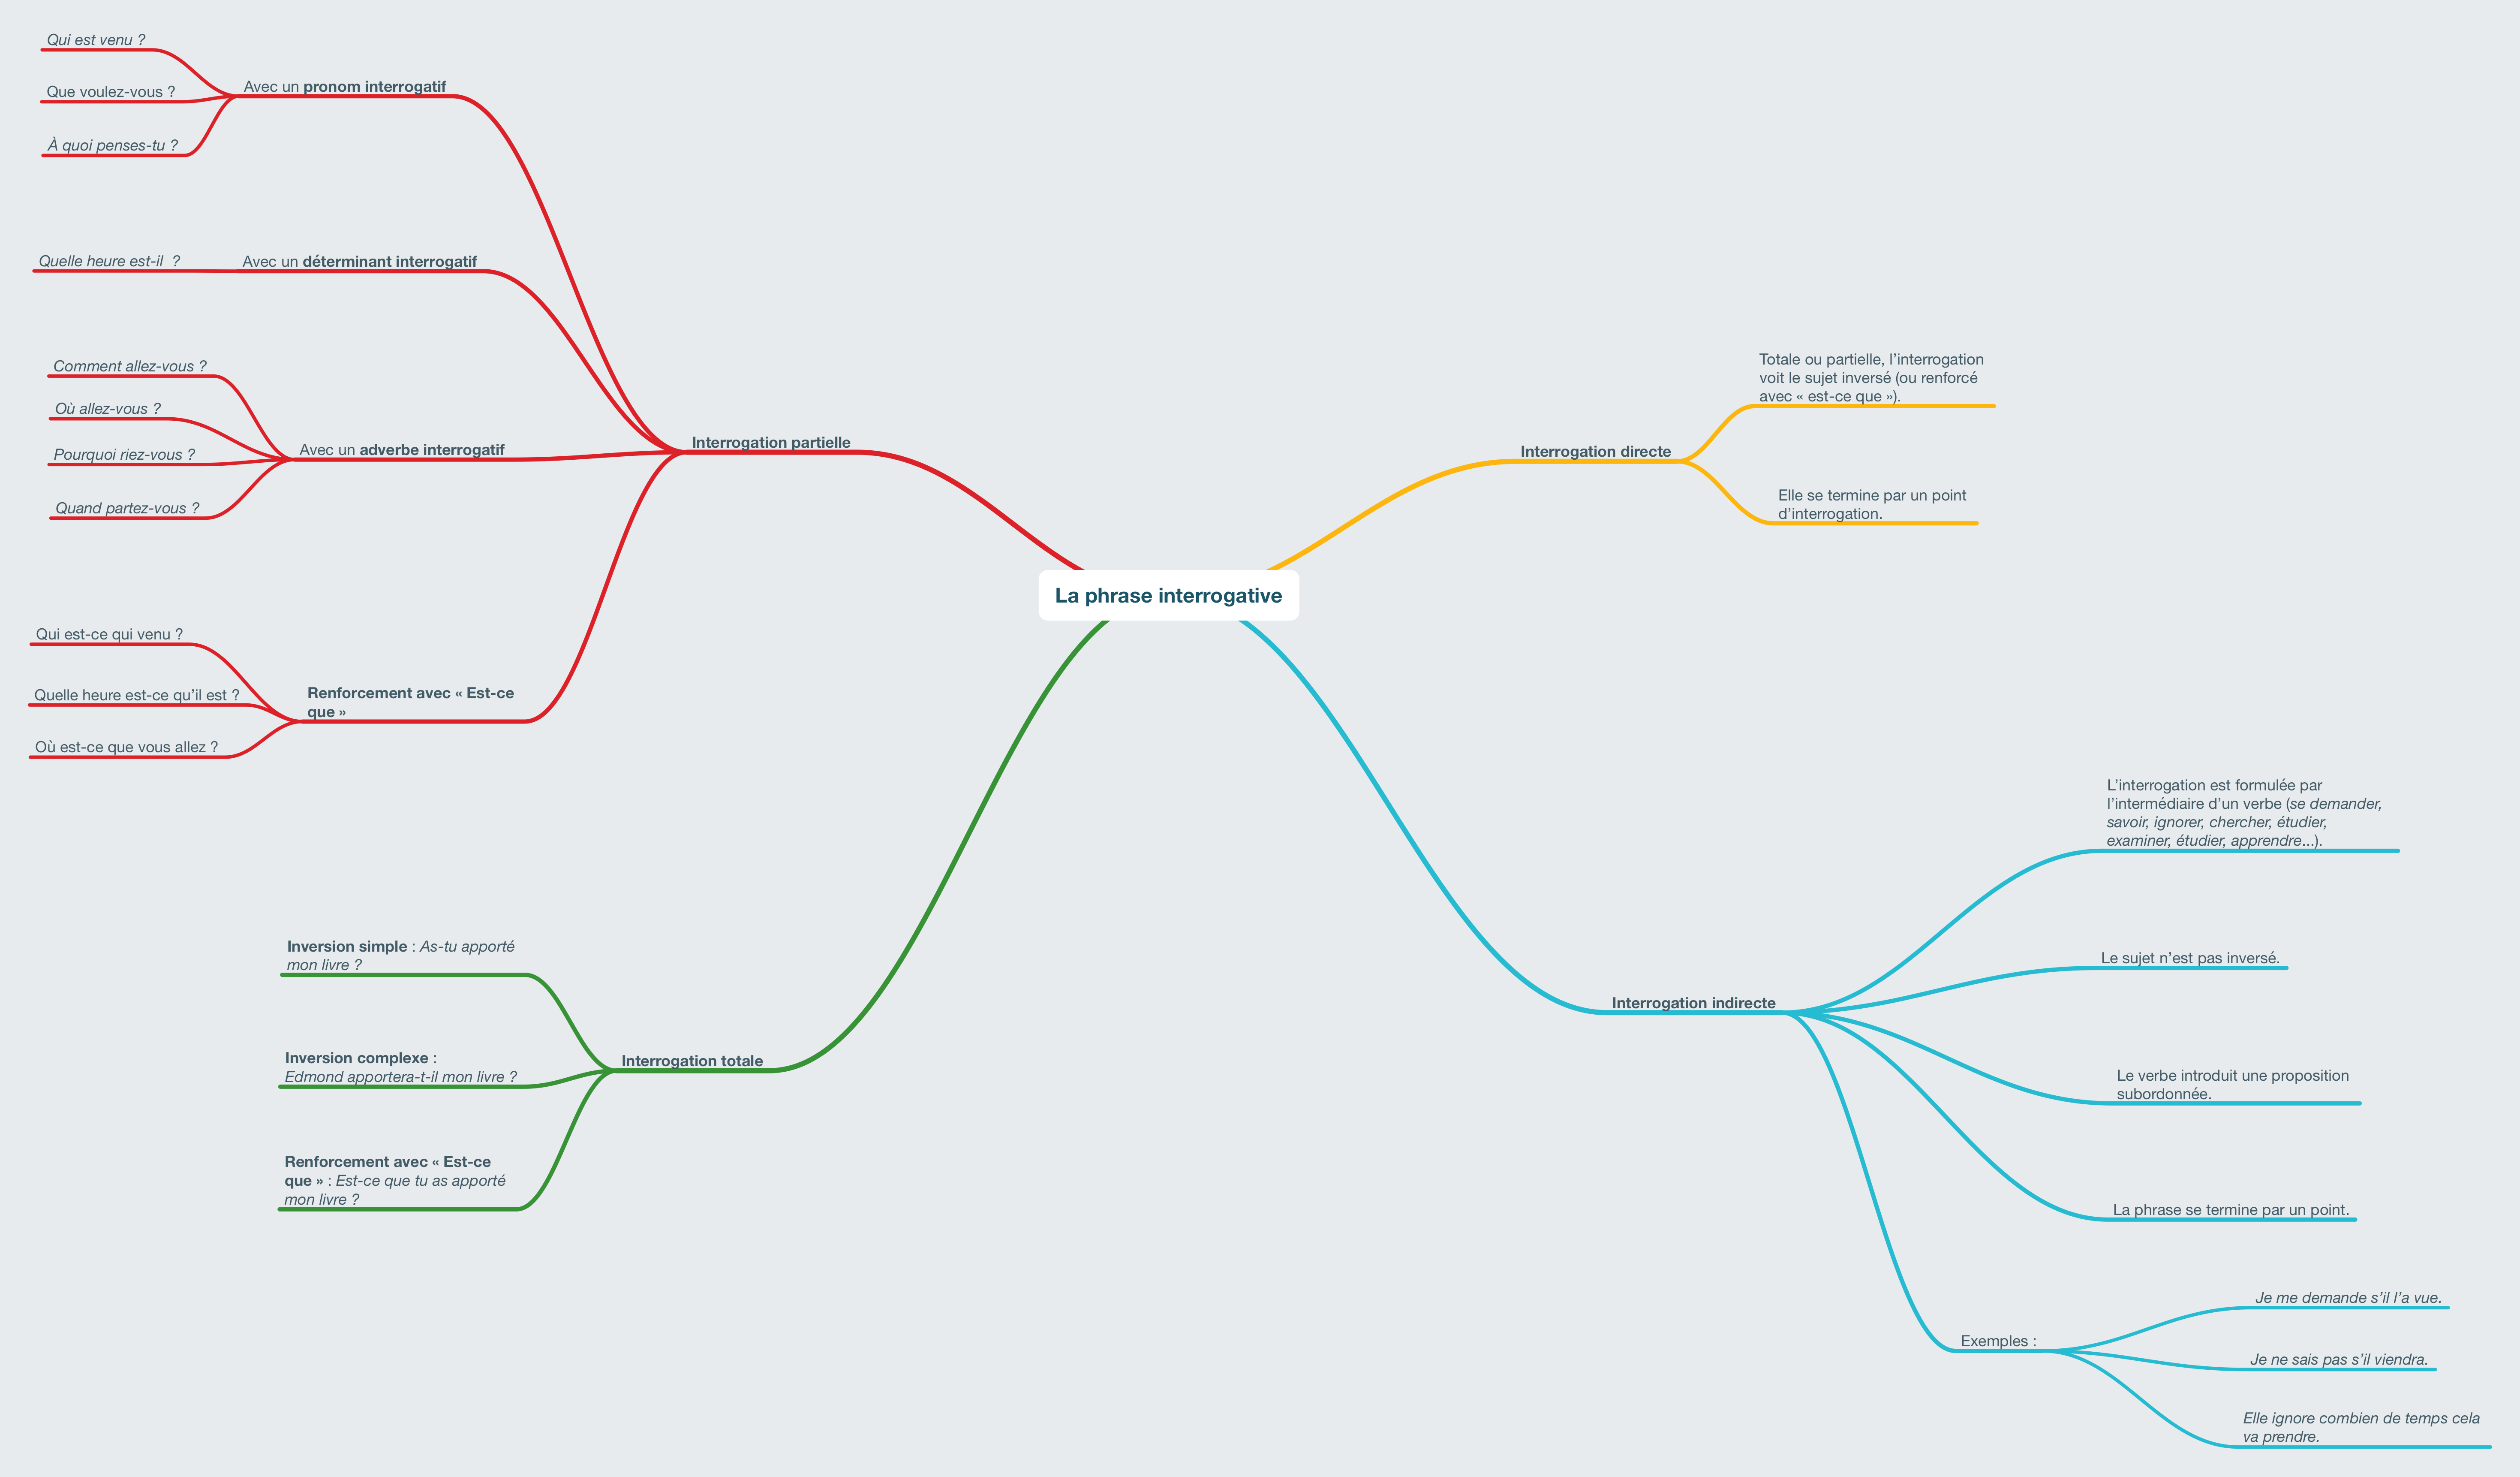 La phrase interrogative
Interrogation partielle
Avec un pronom interrogatif
Qui est venu ?
Que voulez-vous ?
À quoi penses-tu ?
Avec un déterminant interrogatif
Quelle heure est-il  ?
Avec un adverbe interrogatif
Comment allez-vous ?
Où allez-vous ?
Pourquoi riez-vous ?
Quand partez-vous ?
Renforcement avec « Est-ce
que »
Qui est-ce qui venu ?
Quelle heure est-ce qu’il est ?
Où est-ce que vous allez ?
Interrogation totale
Inversion simple : As-tu apporté
mon livre ?
Inversion complexe :
Edmond apportera-t-il mon livre ?
Renforcement avec « Est-ce
que » : Est-ce que tu as apporté
mon livre ?
Interrogation directe
Totale ou partielle, l’interrogation
voit le sujet inversé (ou renforcé
avec « est-ce que »).
Elle se termine par un point
d’interrogation.
Interrogation indirecte
L’interrogation est formulée par
l’intermédiaire d’un verbe (se demander,
savoir, ignorer, chercher, étudier,
examiner, étudier, apprendre...).
Le sujet n’est pas inversé.
Le verbe introduit une proposition
subordonnée.
La phrase se termine par un point.
Exemples :
Je me demande s’il l’a vue.
Je ne sais pas s’il viendra.
Elle ignore combien de temps cela
va prendre.